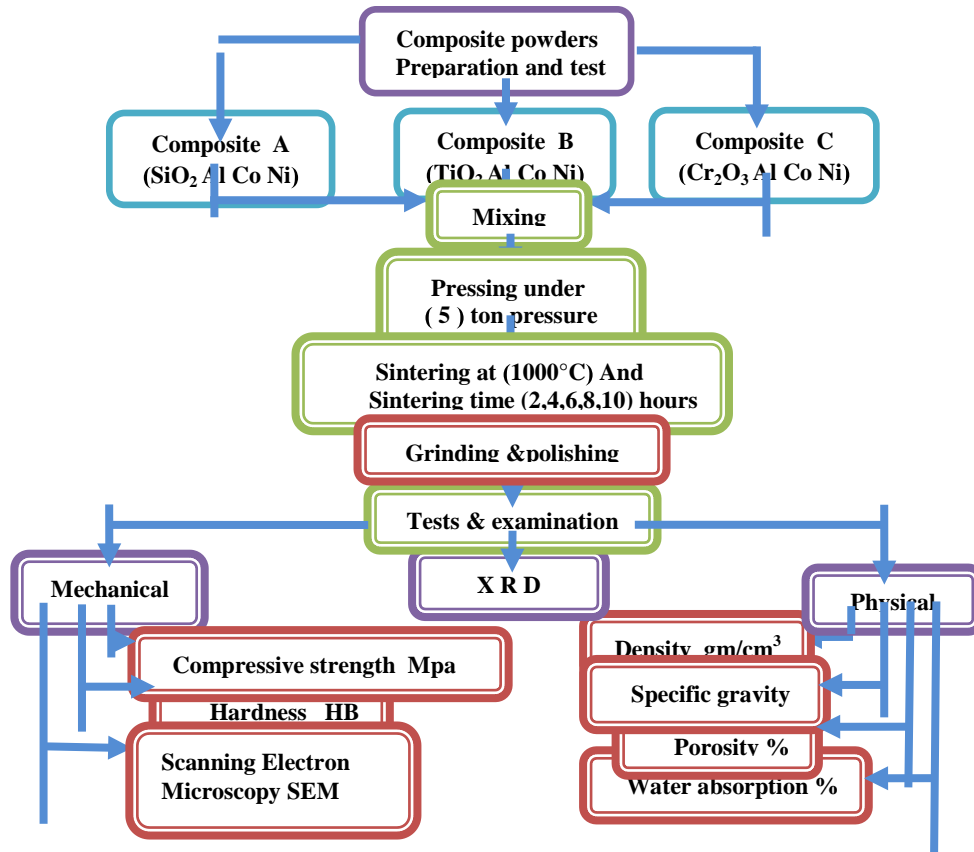 Composite powders
Preparation and test
Composite A
(SiO₂ Al Co Ni)
Composite B
(TiO₂ Al Co Ni)
Composite C
(Cr₂O₃ Al Co Ni)
Mixing
Pressing under
( 5 ) ton pressure
Sintering at (1000°C) And
Sintering time (2,4,6,8,10) hours
Grinding &polishing
Tests & examination
Mechanical
X R D
Physical
Compressive strength Mpa
Hardness HB
Scanning Electron
Microscopy SEM
Density gm/cm³
Specific gravity
Porosity %
Water absorption %